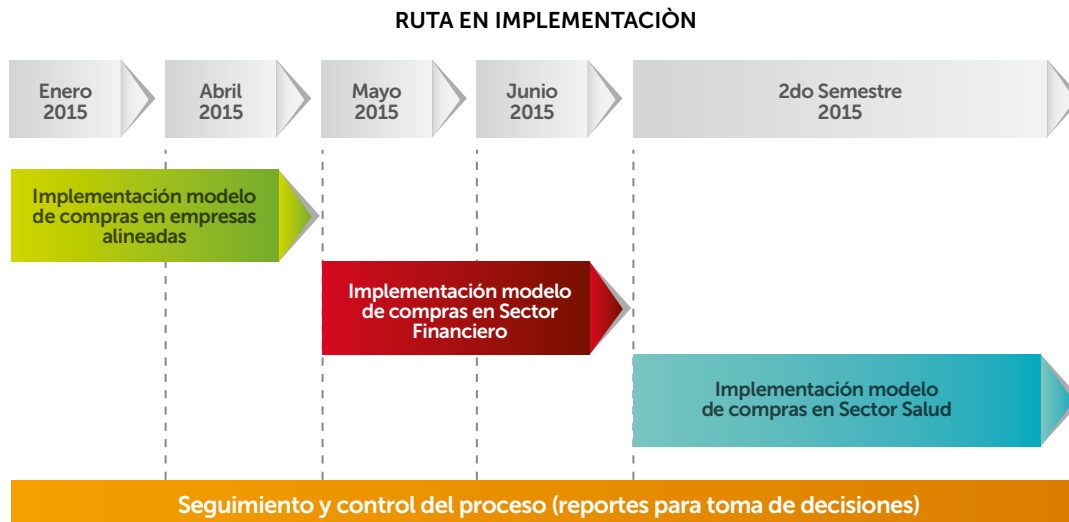 RUTA EN IMPLEMENTACIÒN
Enero
2015
Abril
2015
Mayo
2015
Junio
2015
2do Semestre
2015
Implementación modelo
de compras en empresas
alineadas
Implementación modelo
de compras en Sector
Financiero
Implementación modelo
de compras en Sector Salud
Seguimiento y control del proceso (reportes para toma de decisiones)